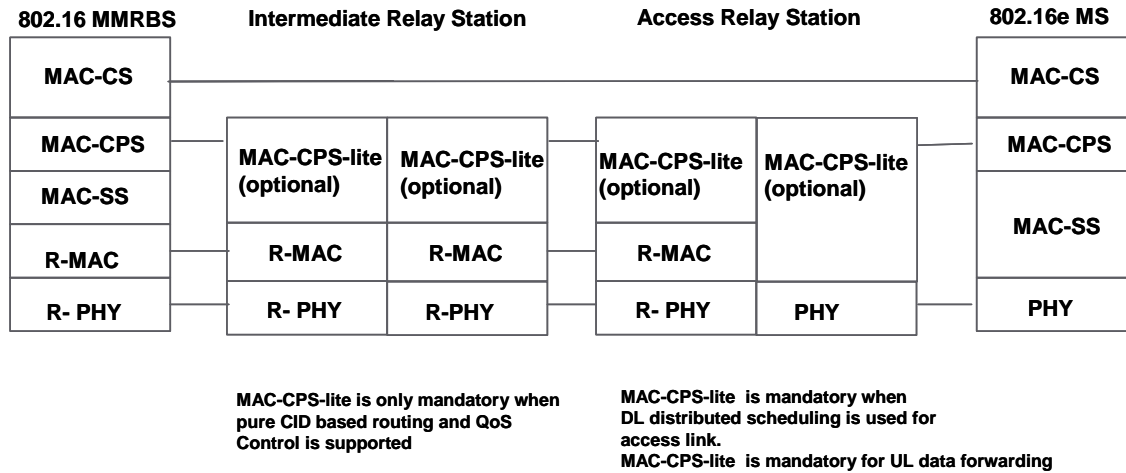 802.16 MMRBS
Intermediate Relay Station
Access Relay Station
802.16e MS
MAC-CS
MAC-CPS
MAC-SS
R-MAC
R- PHY
MAC-CPS-lite
(optional)
R-MAC
R- PHY
MAC-CPS-lite
(optional)
R-MAC
R-PHY
MAC-CPS-lite
(optional)
R-MAC
R- PHY
MAC-CPS-lite
(optional)
PHY
MAC-CS
MAC-CPS
MAC-SS
PHY
MAC-CPS-lite is only mandatory when
pure CID based routing and QoS
Control is supported
MAC-CPS-lite is mandatory when
DL distributed scheduling is used for
access link.
MAC-CPS-lite is mandatory for UL data forwarding